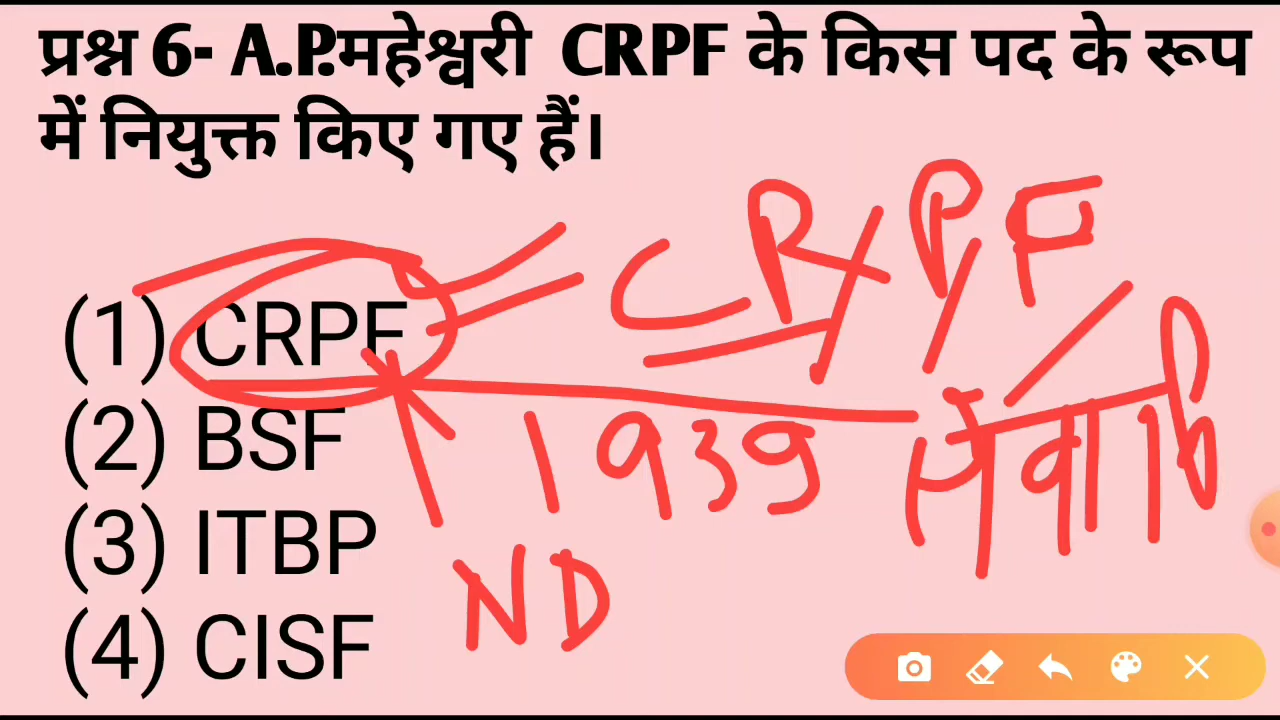 प्रश्न 6- A.P.महेश्वरी CRPF के किस पद के रूप
में नियुक्त किए गए हैं।
CRPF
(1) CRPF
(2) BSF
1939
(3) ITBP
ND
(4) CISF